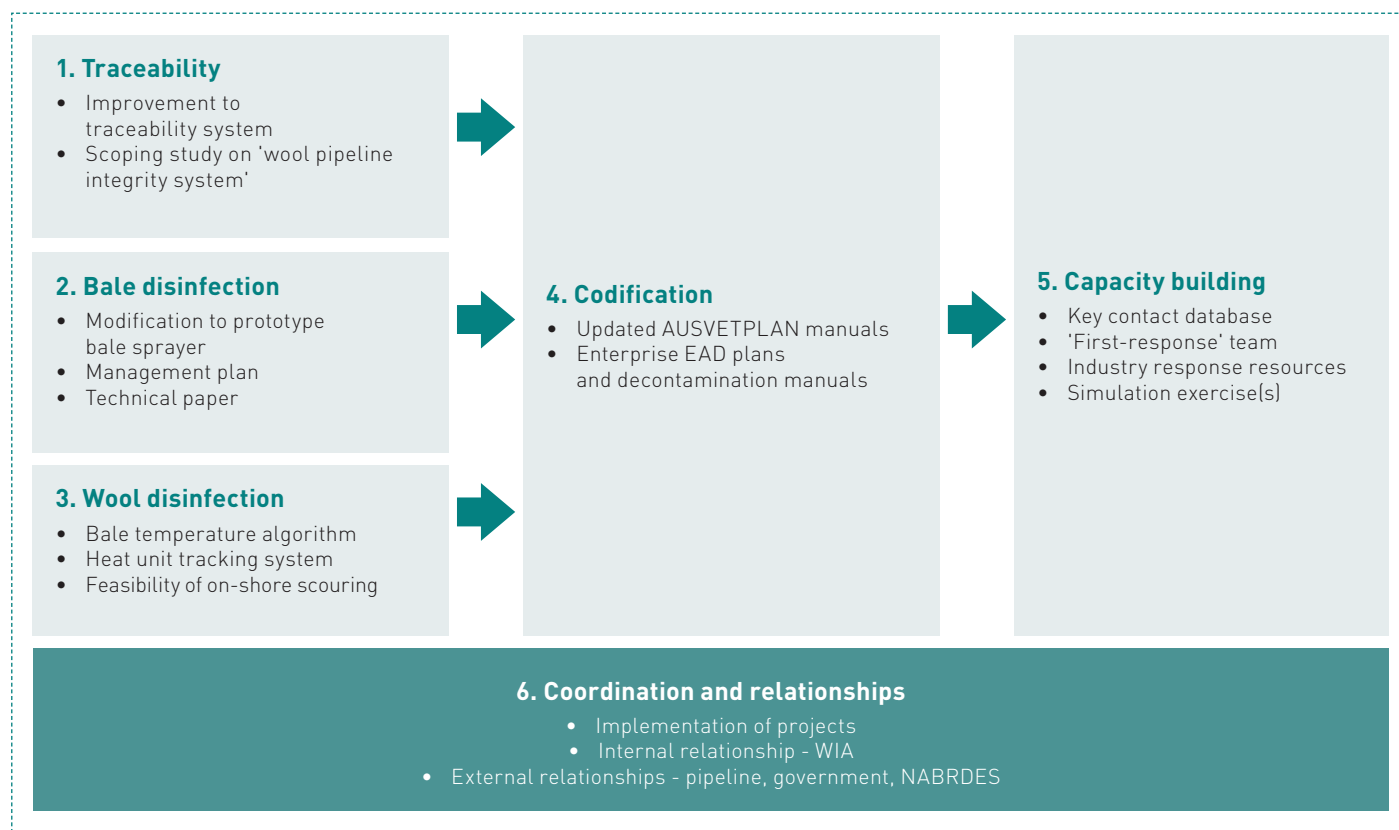 1. Traceability
• Improvement to
traceability system
• Scoping study on 'wool pipeline
integrity system'
2. Bale disinfection
• Modification to prototype
bale sprayer
• Management plan
• Technical paper
3. Wool disinfection
• Bale temperature algorithm
• Heat unit tracking system
• Feasibility of on-shore scouring
4. Codification
• Updated AUSVETPLAN manuals
• Enterprise EAD plans
and decontamination manuals
5. Capacity building
• Key contact database
• 'First-response' team
• Industry response resources
• Simulation exercise(s)
6. Coordination and relationships
• Implementation of projects
• Internal relationship - WIA
• External relationships - pipeline, government, NABRDES